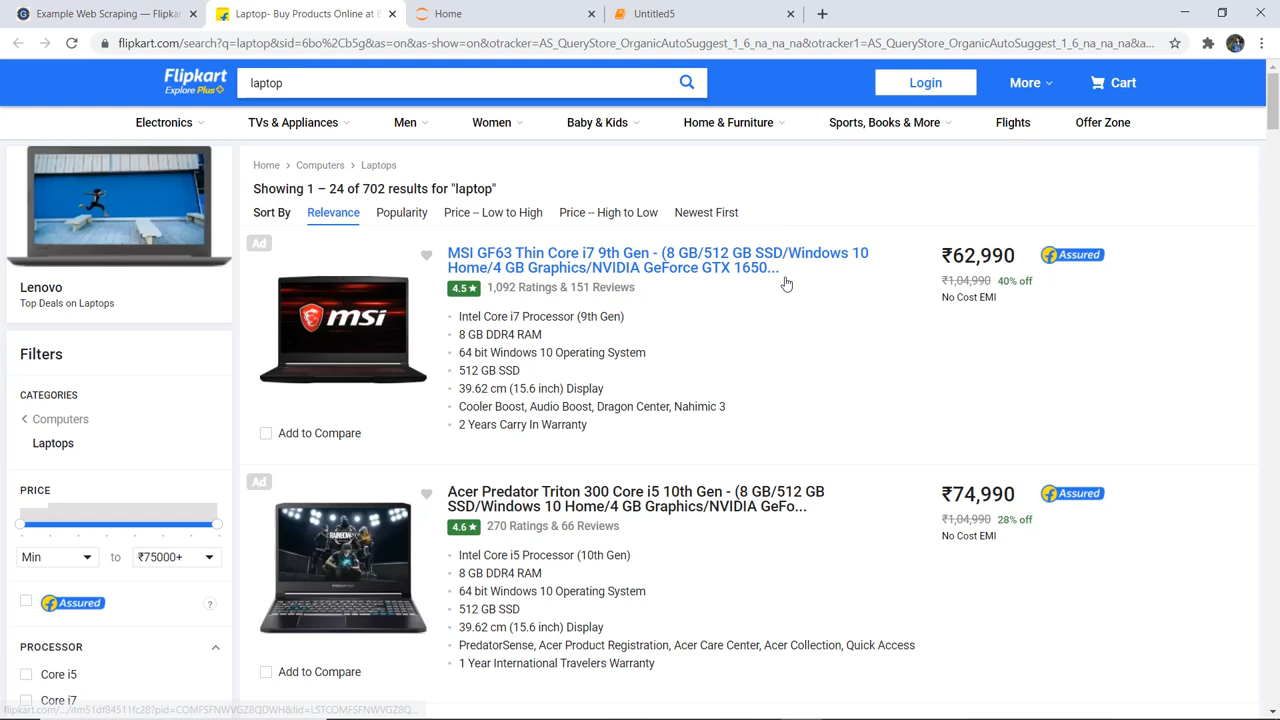 Example Web Scraping — Flipkar
Laptop- Buy Products Online at B
Home
Untitled5
flipkart.com/search?q=laptop&sid=6bo%2Cb5g&as=on&as-show=on&otracker=AS_QueryStore_OrganicAutoSuggest_1_6_na_na_na&otracker1=AS_QueryStore_OrganicAutoSuggest_1_6_na_na_na&a...
Flipkart
Explore Plus
laptop
Login
More
Cart
Electronics
TVs & Appliances
Men
Women
Baby & Kids
Home & Furniture
Sports, Books & More
Flights
Offer Zone
Lenovo
Top Deals on Laptops
Filters
CATEGORIES
Computers
Laptops
PRICE
Min
to
₹75000+
Assured
?
PROCESSOR
Core i5
Core i7
Home > Computers > Laptops
Showing 1 – 24 of 702 results for "laptop"
Sort By Relevance Popularity Price -- Low to High Price -- High to Low Newest First
Ad
msi
Add to Compare
MSI GF63 Thin Core i7 9th Gen - (8 GB/512 GB SSD/Windows 10
Home/4 GB Graphics/NVIDIA GeForce GTX 1650...
4.5★ 1,092 Ratings & 151 Reviews
Intel Core i7 Processor (9th Gen)
8 GB DDR4 RAM
64 bit Windows 10 Operating System
512 GB SSD
39.62 cm (15.6 inch) Display
Cooler Boost, Audio Boost, Dragon Center, Nahimic 3
2 Years Carry In Warranty
₹62,990
Assured
₹1,04,990 40% off
No Cost EMI
Ad
Add to Compare
Acer Predator Triton 300 Core i5 10th Gen - (8 GB/512 GB
SSD/Windows 10 Home/4 GB Graphics/NVIDIA GeFo...
4.6★ 270 Ratings & 66 Reviews
Intel Core i5 Processor (10th Gen)
8 GB DDR4 RAM
64 bit Windows 10 Operating System
512 GB SSD
39.62 cm (15.6 inch) Display
PredatorSense, Acer Product Registration, Acer Care Center, Acer Collection, Quick Access
1 Year International Travelers Warranty
₹74,990
Assured
₹1,04,990 28% off
No Cost EMI